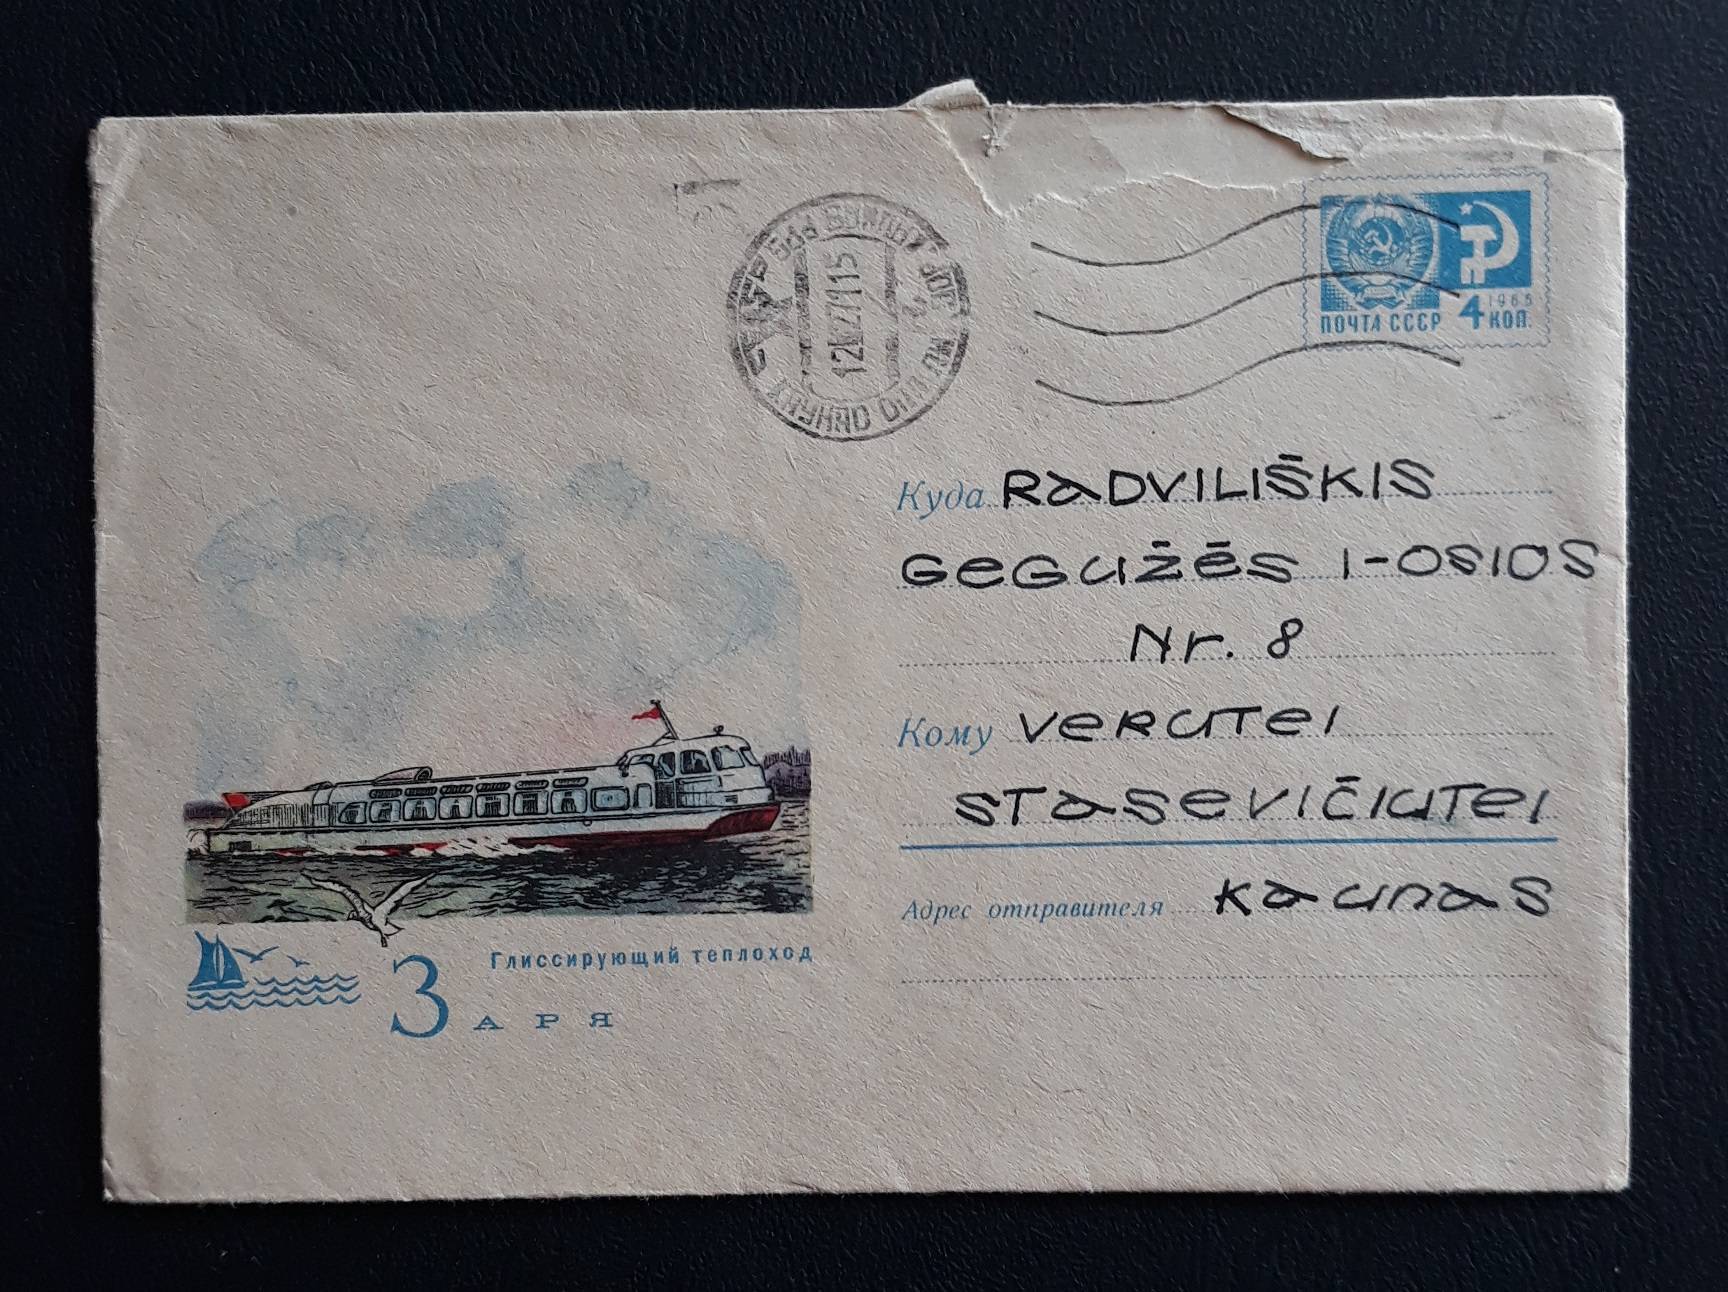 ПОЧТА СССР 4 КОП.
Куда RADVILIŠKIS
GEGUŽĖS 1-OSIOS
Nr. 8
Кому VERUTEI
STASEVIČIUTEI
Адрес отправителя KAUNAS
Глиссирующий теплоход
ЗАРЯ